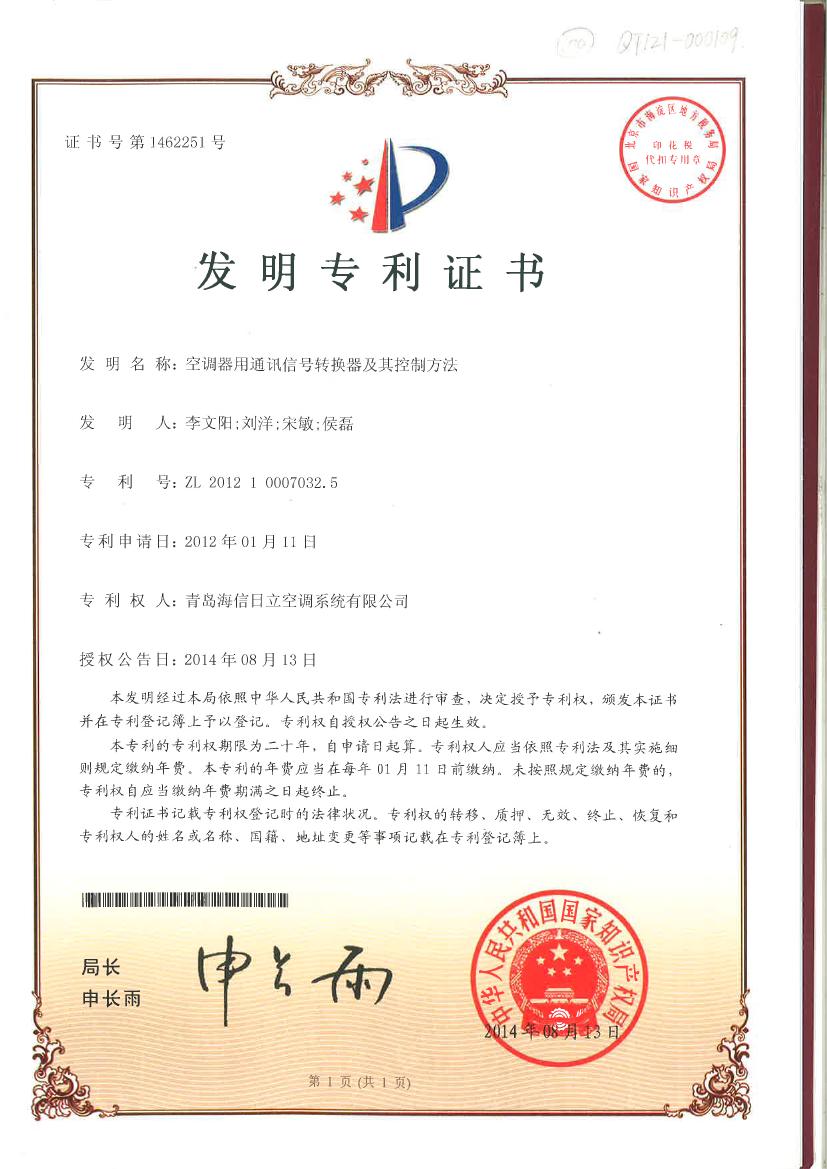 QT121-000109
证书号第1462251号
北京市海淀区地方税务局
印花税
代扣专用章
国家知识产权局
发明专利证书
发明名称：空调器用通讯信号转换器及其控制方法
发明人：李文阳;刘洋;宋敏;侯磊
专利号：ZL 2012 1 0007032.5
专利申请日：2012年01月11日
专利权人：青岛海信日立空调系统有限公司
授权公告日：2014年08月13日
本发明经过本局依照中华人民共和国专利法进行审查，决定授予专利权，颁发本证书
并在专利登记簿上予以登记。专利权自授权公告之日起生效。
本专利的专利权期限为二十年，自申请日起算。专利权人应当依照专利法及其实施细
则规定缴纳年费。本专利的年费应当在每年01月11日前缴纳。未按照规定缴纳年费的，
专利权自应当缴纳年费期满之日起终止。
专利证书记载专利权登记时的法律状况。专利权的转移、质押、无效、终止、恢复和
专利权人的姓名或名称、国籍、地址变更等事项记载在专利登记簿上。
局长
申长雨
申长雨
中华人民共和国国家知识产权局
2014年08月13日
第1页(共1页)